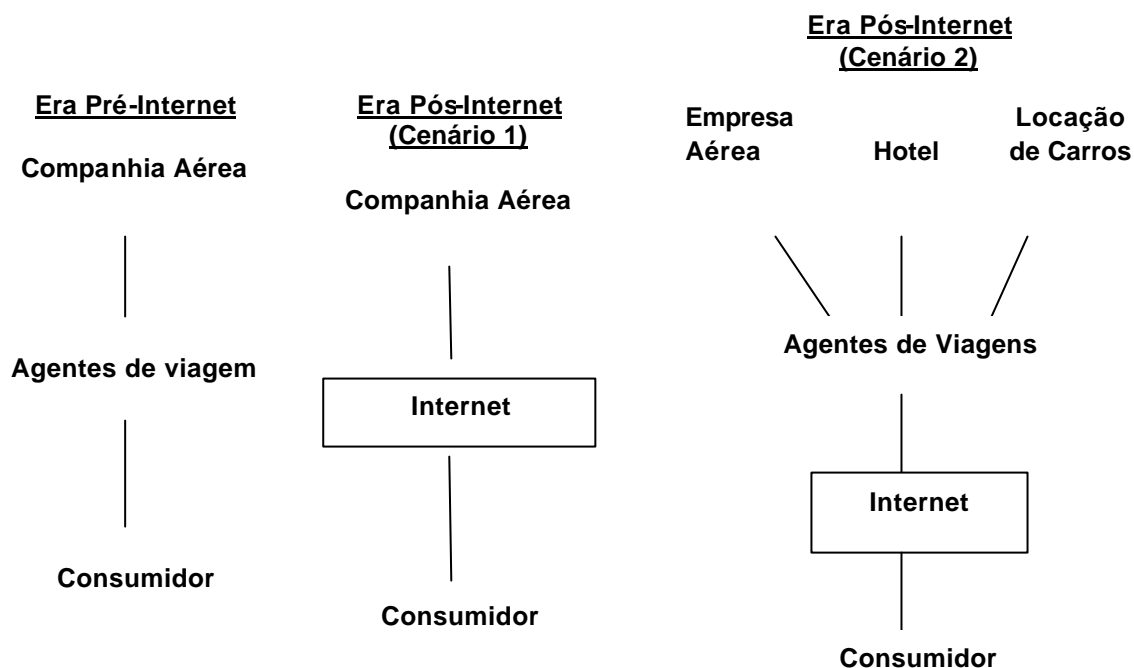 Era Pré-Internet
Companhia Aérea
Agentes de viagem
Consumidor
Era Pós-Internet
(Cenário 1)
Companhia Aérea
Internet
Consumidor
Era Pós-Internet
(Cenário 2)
Empresa
Aérea
Hotel
Locação
de Carros
Agentes de Viagens
Internet
Consumidor